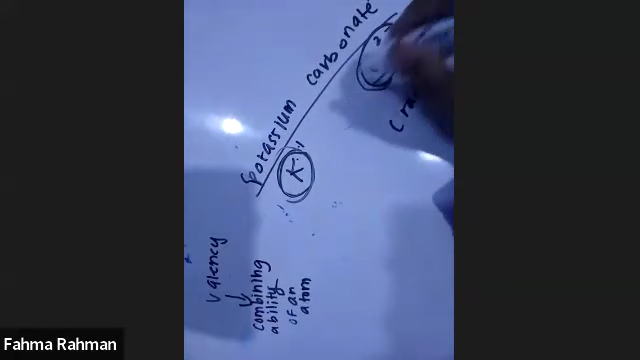 Potassium carbonate
K
valency
combining
ability
of an
atom
Fahma Rahman